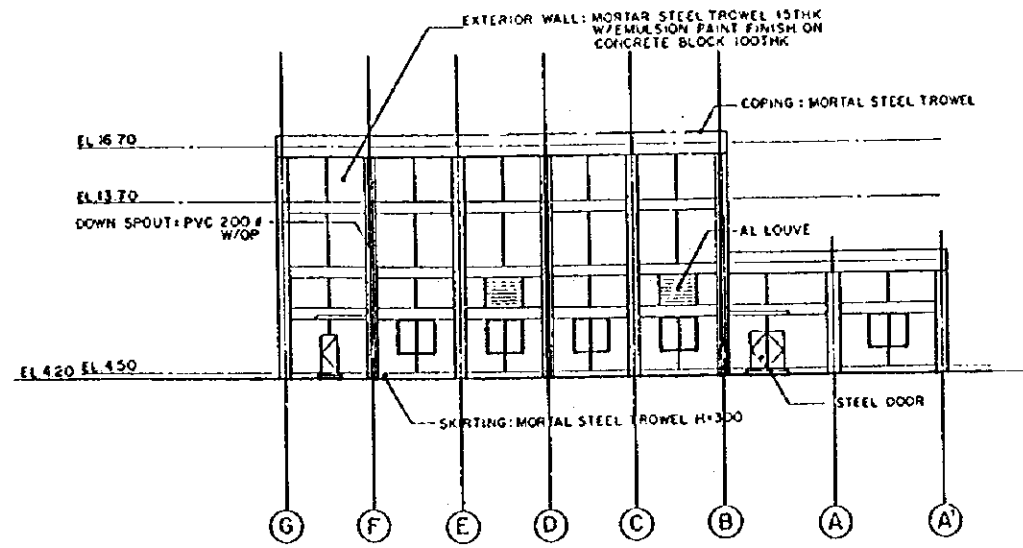 EXTERIOR WALL: MORTAR STEEL TROWEL 15THK
W/EMULSION PAINT FINISH ON
CONCRETE BLOCK 100THK
COPING: MORTAL STEEL TROWEL
EL 16.70
EL 13.70
DOWN SPOUT: PVC 200 ø
W/OP
AL LOUVE
EL 4.20 EL 4.50
STEEL DOOR
SKIRTING: MORTAL STEEL TROWEL H=300
G F E D C B A A'